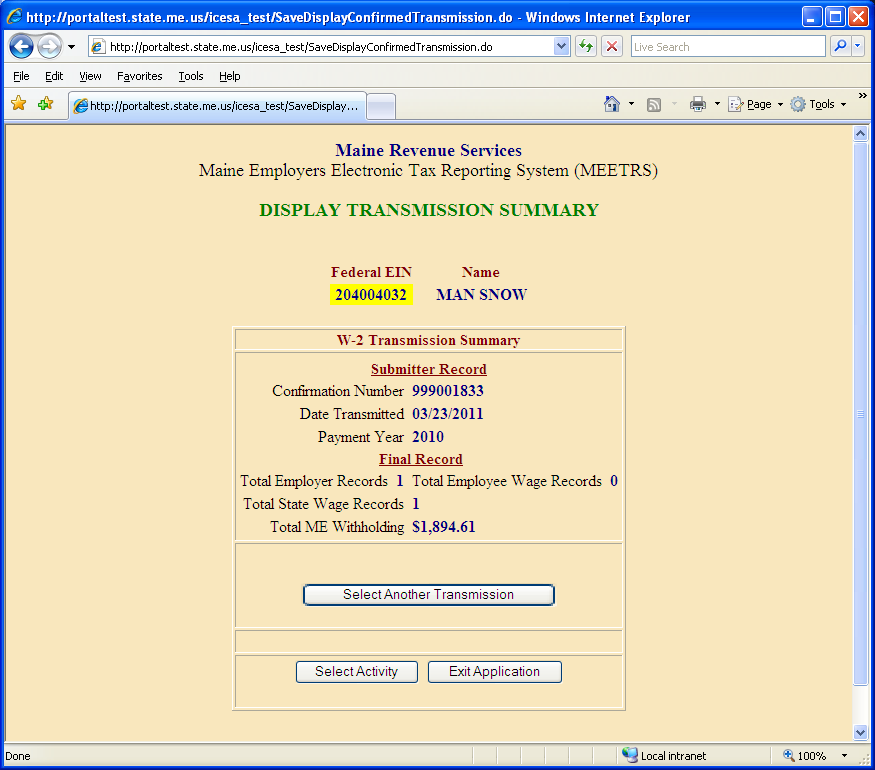 http://portaltest.state.me.us/icesa_test/SaveDisplayConfirmedTransmission.do - Windows Internet Explorer
http://portaltest.state.me.us/icesa_test/SaveDisplayConfirmedTransmission.do Live Search
File Edit View Favorites Tools Help
http://portaltest.state.me.us/icesa_test/SaveDisplay... Page Tools »
Maine Revenue Services
Maine Employers Electronic Tax Reporting System (MEETRS)
DISPLAY TRANSMISSION SUMMARY
Federal EIN Name
204004032 MAN SNOW
W-2 Transmission Summary
Submitter Record
Confirmation Number 999001833
Date Transmitted 03/23/2011
Payment Year 2010
Final Record
Total Employer Records 1 Total Employee Wage Records 0
Total State Wage Records 1
Total ME Withholding $1,894.61
Select Another Transmission
Select Activity Exit Application
Done Local intranet 100%